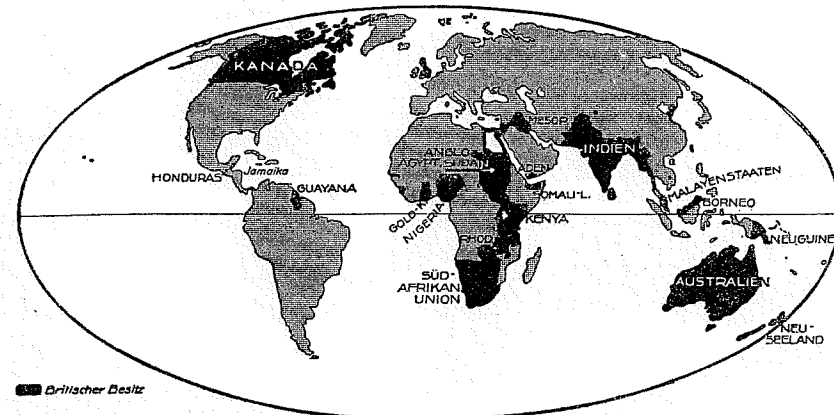 KANADA
MESOP.
ANGLO-
ÄGYPT. SUDAN
INDIEN
ADEN
Jamaika
HONDURAS
GUAYANA
SOMALI-L.
MALAYENSTAATEN
BORNEO
GOLD-K.
NIGERIA
KENYA
RHOD.
NEUGUINEA
SÜD-
AFRIKAN.
UNION
AUSTRALIEN
NEU-
SEELAND
Britischer Besitz